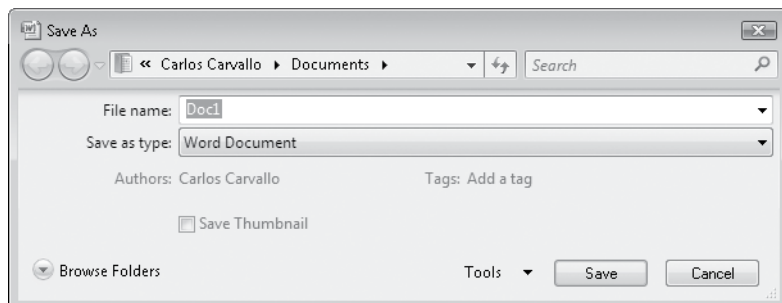 Save As
« Carlos Carvallo Documents Search
File name: Doc1
Save as type: Word Document
Authors: Carlos Carvallo Tags: Add a tag
Save Thumbnail
Browse Folders Tools Save Cancel